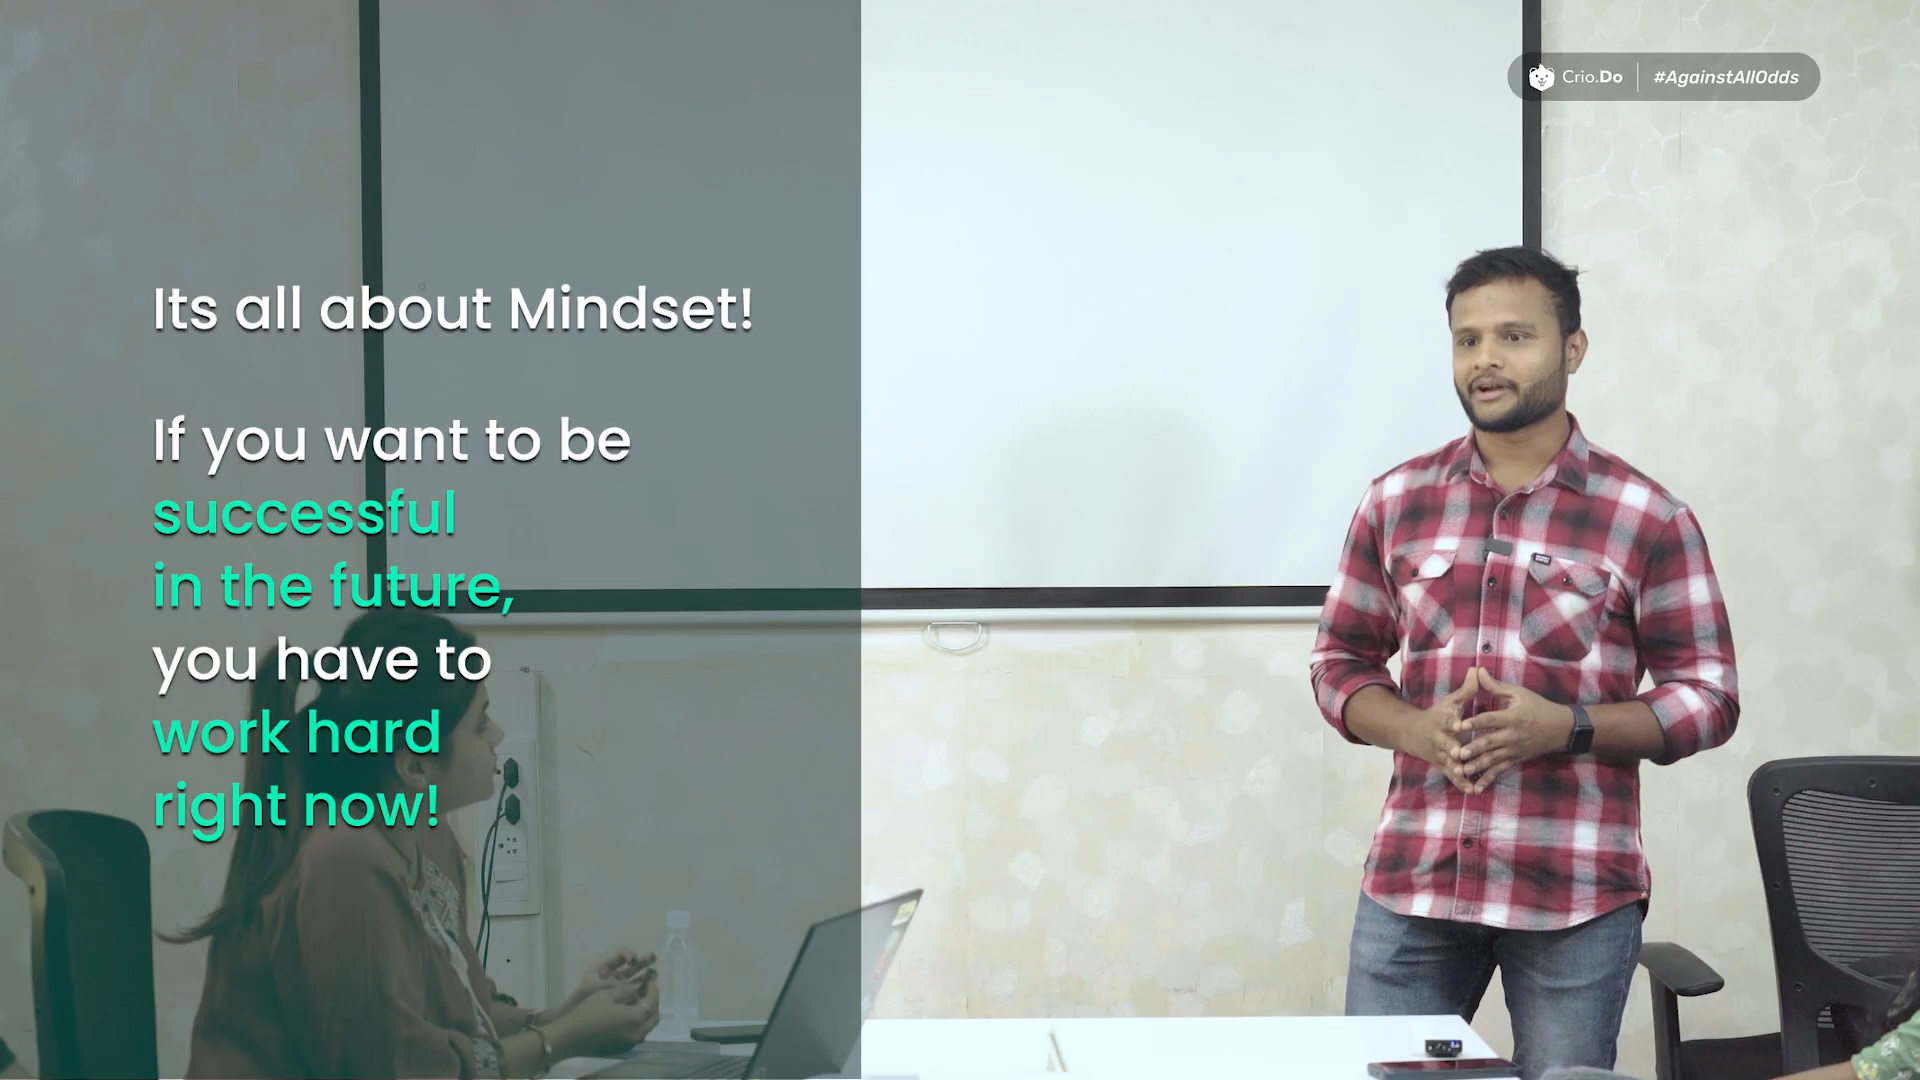 Crio.Do | #AgainstAllOdds
Its all about Mindset!
If you want to be
successful
in the future,
you have to
work hard
right now!